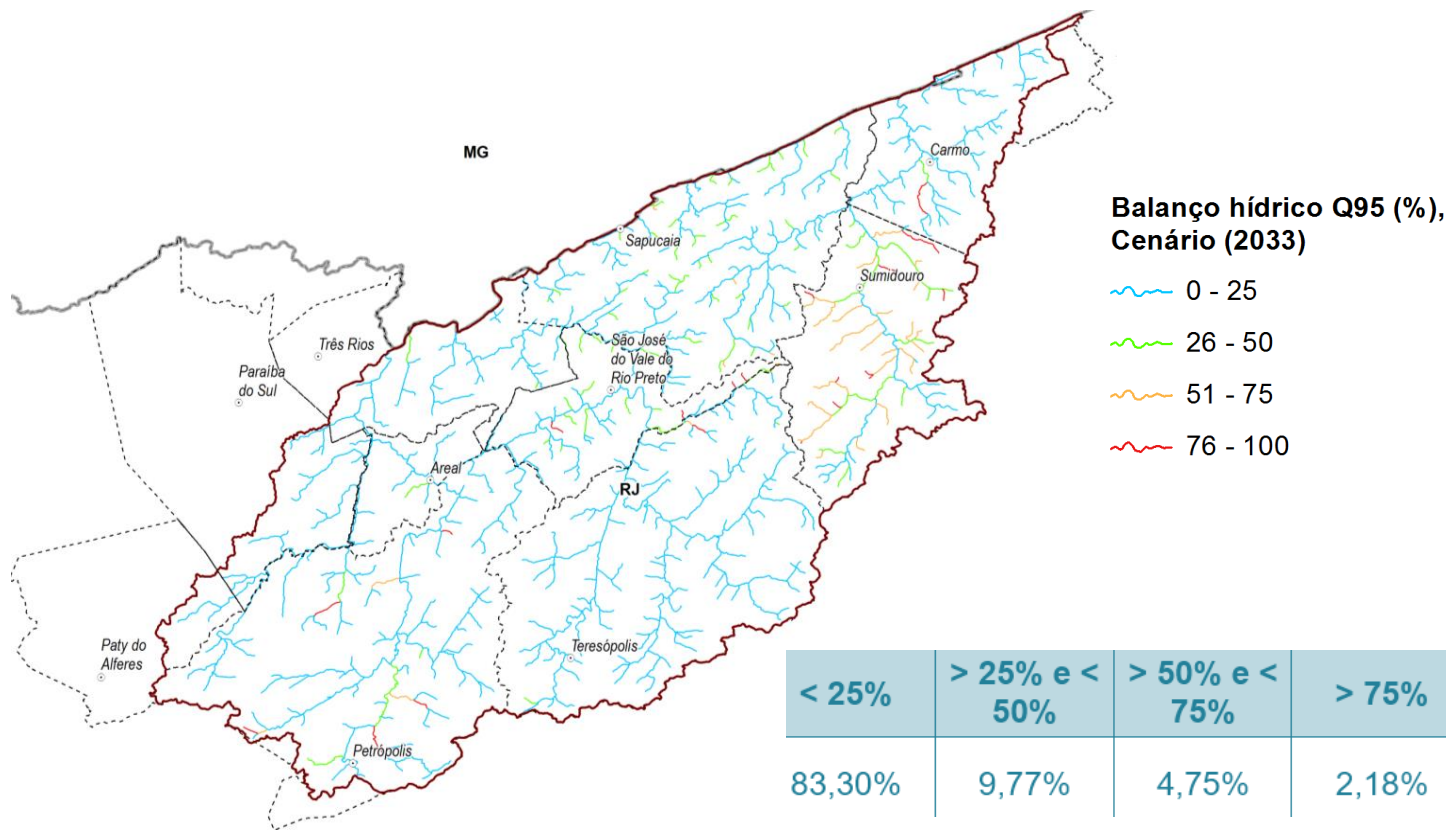 MG
Carmo
Sapucaia
Sumidouro
Três Rios
São José
do Vale do
Rio Preto
Paraíba
do Sul
Areal
RJ
Paty do
Alferes
Teresópolis
Petrópolis
Balanço hídrico Q95 (%),
Cenário (2033)
0 - 25
26 - 50
51 - 75
76 - 100
< 25%
> 25% e <
50%
> 50% e <
75%
> 75%
83,30%
9,77%
4,75%
2,18%